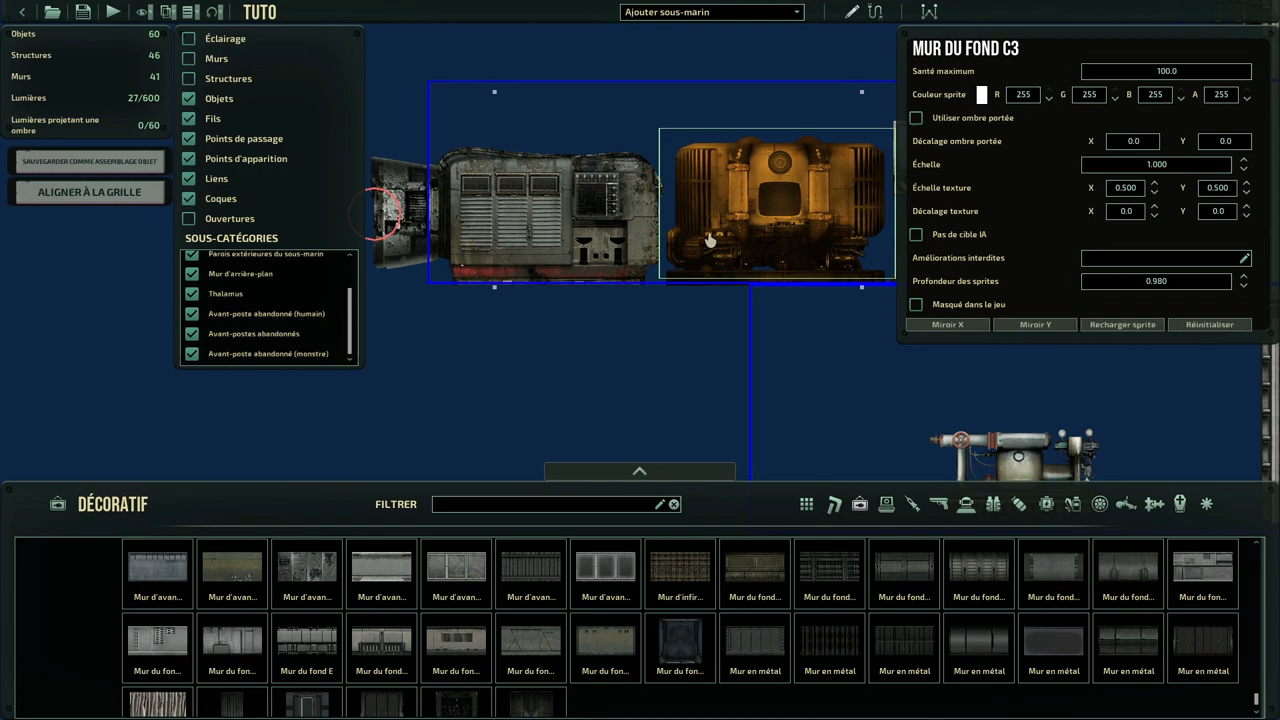 TUTO
Ajouter sous-marin
Objets 60
Structures 46
Murs 41
Lumières 27/600
Lumières projetant une
ombre 0/60
SAUVEGARDER COMME ASSEMBLAGE OBJET
ALIGNER À LA GRILLE
Éclairage
Murs
Structures
Objets
Fils
Points de passage
Points d'apparition
Liens
Coques
Ouvertures
SOUS-CATÉGORIES
Parois extérieures du sous-marin
Mur d'arrière-plan
Thalamus
Avant-poste abandonné (humain)
Avant-postes abandonnés
Avant-poste abandonné (monstre)
MUR DU FOND C3
Santé maximum 100.0
Couleur sprite R 255 G 255 B 255 A 255
Utiliser ombre portée
Décalage ombre portée X 0.0 Y 0.0
Échelle 1.000
Échelle texture X 0.500 Y 0.500
Décalage texture X 0.0 Y 0.0
Pas de cible IA
Améliorations interdites
Profondeur des sprites 0.980
Masqué dans le jeu
Miroir X Miroir Y Recharger sprite Réinitialiser
DÉCORATIF FILTRER
Mur d'avan... Mur d'avan... Mur d'avan... Mur d'avan... Mur d'avan... Mur d'avan... Mur d'avan... Mur d'infir... Mur du fond... Mur du fond... Mur du fond... Mur du fond... Mur du fond... Mur du fond... Mur du fon...
Mur du fon... Mur du fon... Mur du fond E Mur du fond... Mur du fon... Mur du fon... Mur du fon... Mur du fon... Mur en métal Mur en métal Mur en métal Mur en métal Mur en métal Mur en métal Mur en métal